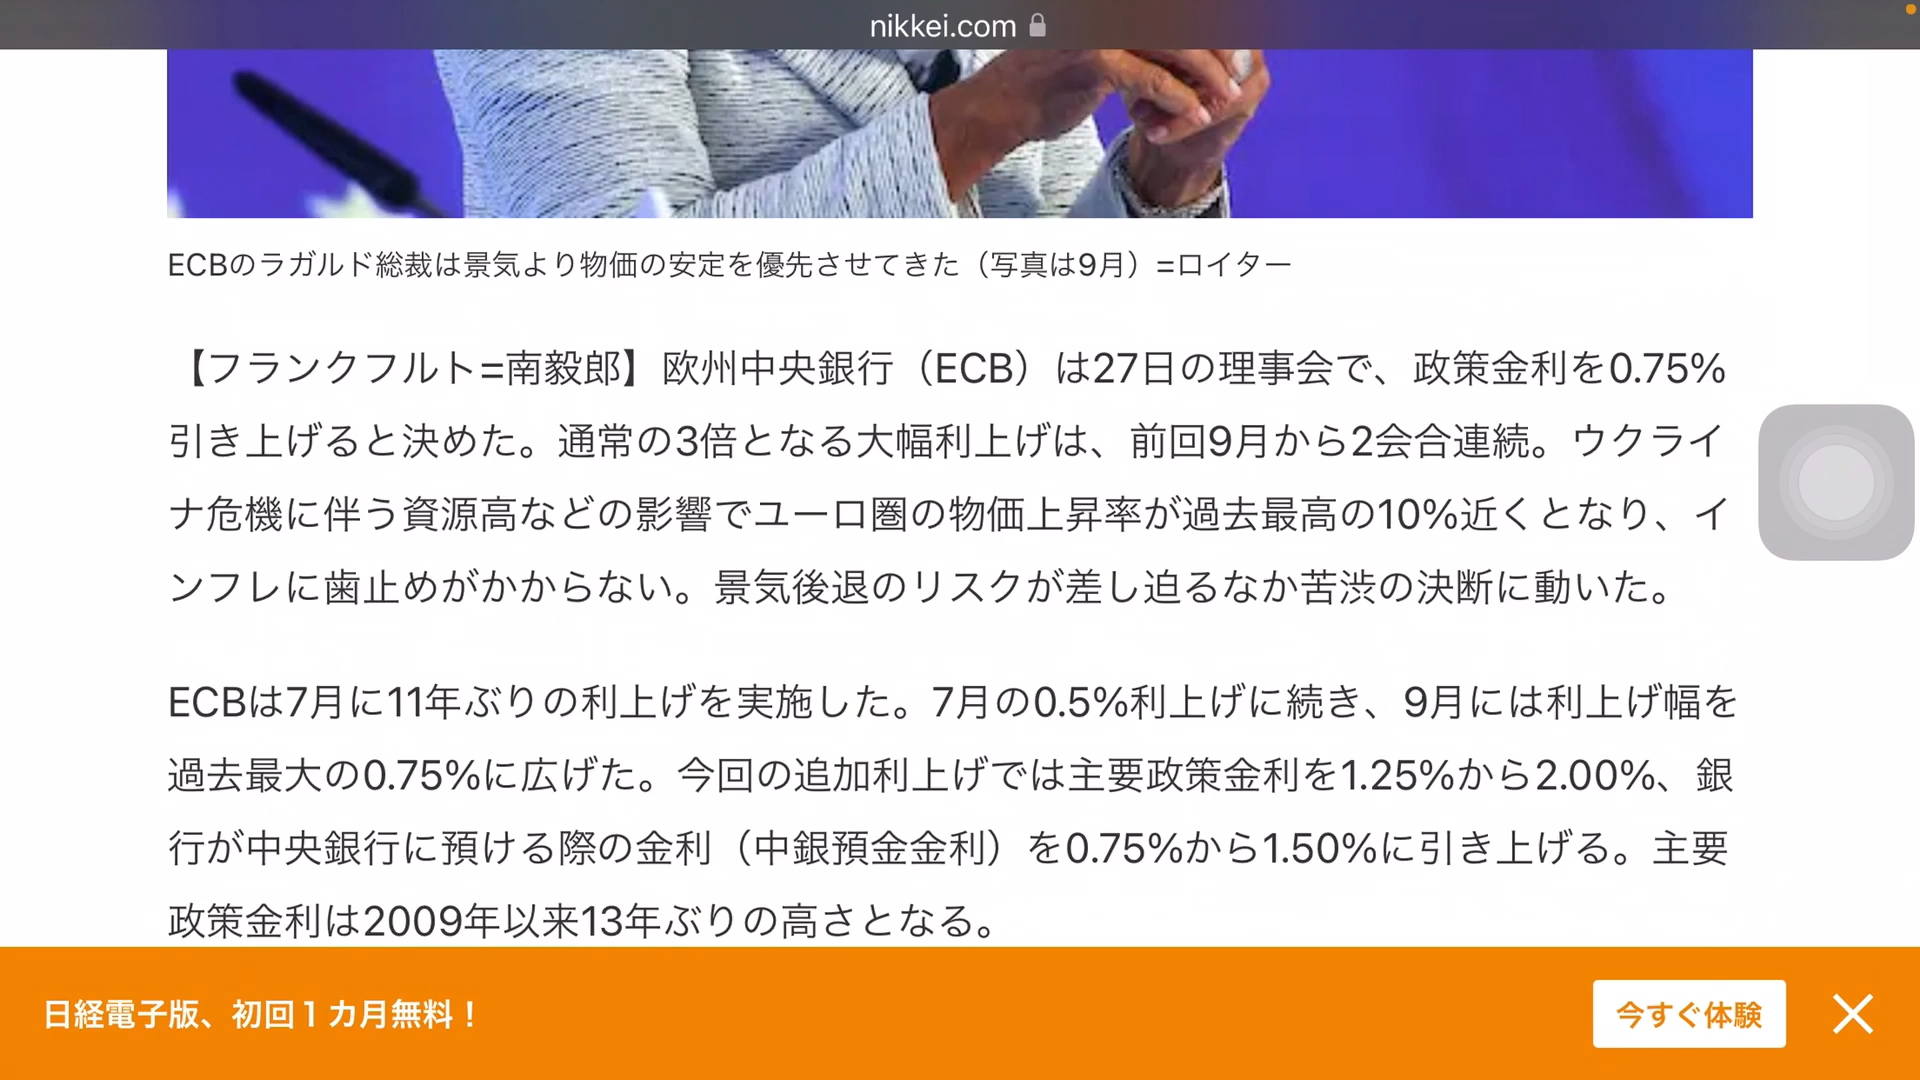 nikkei.com
ECBのラガルド総裁は景気より物価の安定を優先させてきた（写真は9月）=ロイター
【フランクフルト=南毅郎】欧州中央銀行（ECB）は27日の理事会で、政策金利を0.75%
引き上げると決めた。通常の3倍となる大幅利上げは、前回9月から2会合連続。ウクライ
ナ危機に伴う資源高などの影響でユーロ圏の物価上昇率が過去最高の10%近くとなり、イ
ンフレに歯止めがかからない。景気後退のリスクが差し迫るなか苦渋の決断に動いた。
ECBは7月に11年ぶりの利上げを実施した。7月の0.5%利上げに続き、9月には利上げ幅を
過去最大の0.75%に広げた。今回の追加利上げでは主要政策金利を1.25%から2.00%、銀
行が中央銀行に預ける際の金利（中銀預金金利）を0.75%から1.50%に引き上げる。主要
政策金利は2009年以来13年ぶりの高さとなる。
日経電子版、初回１カ月無料！
今すぐ体験